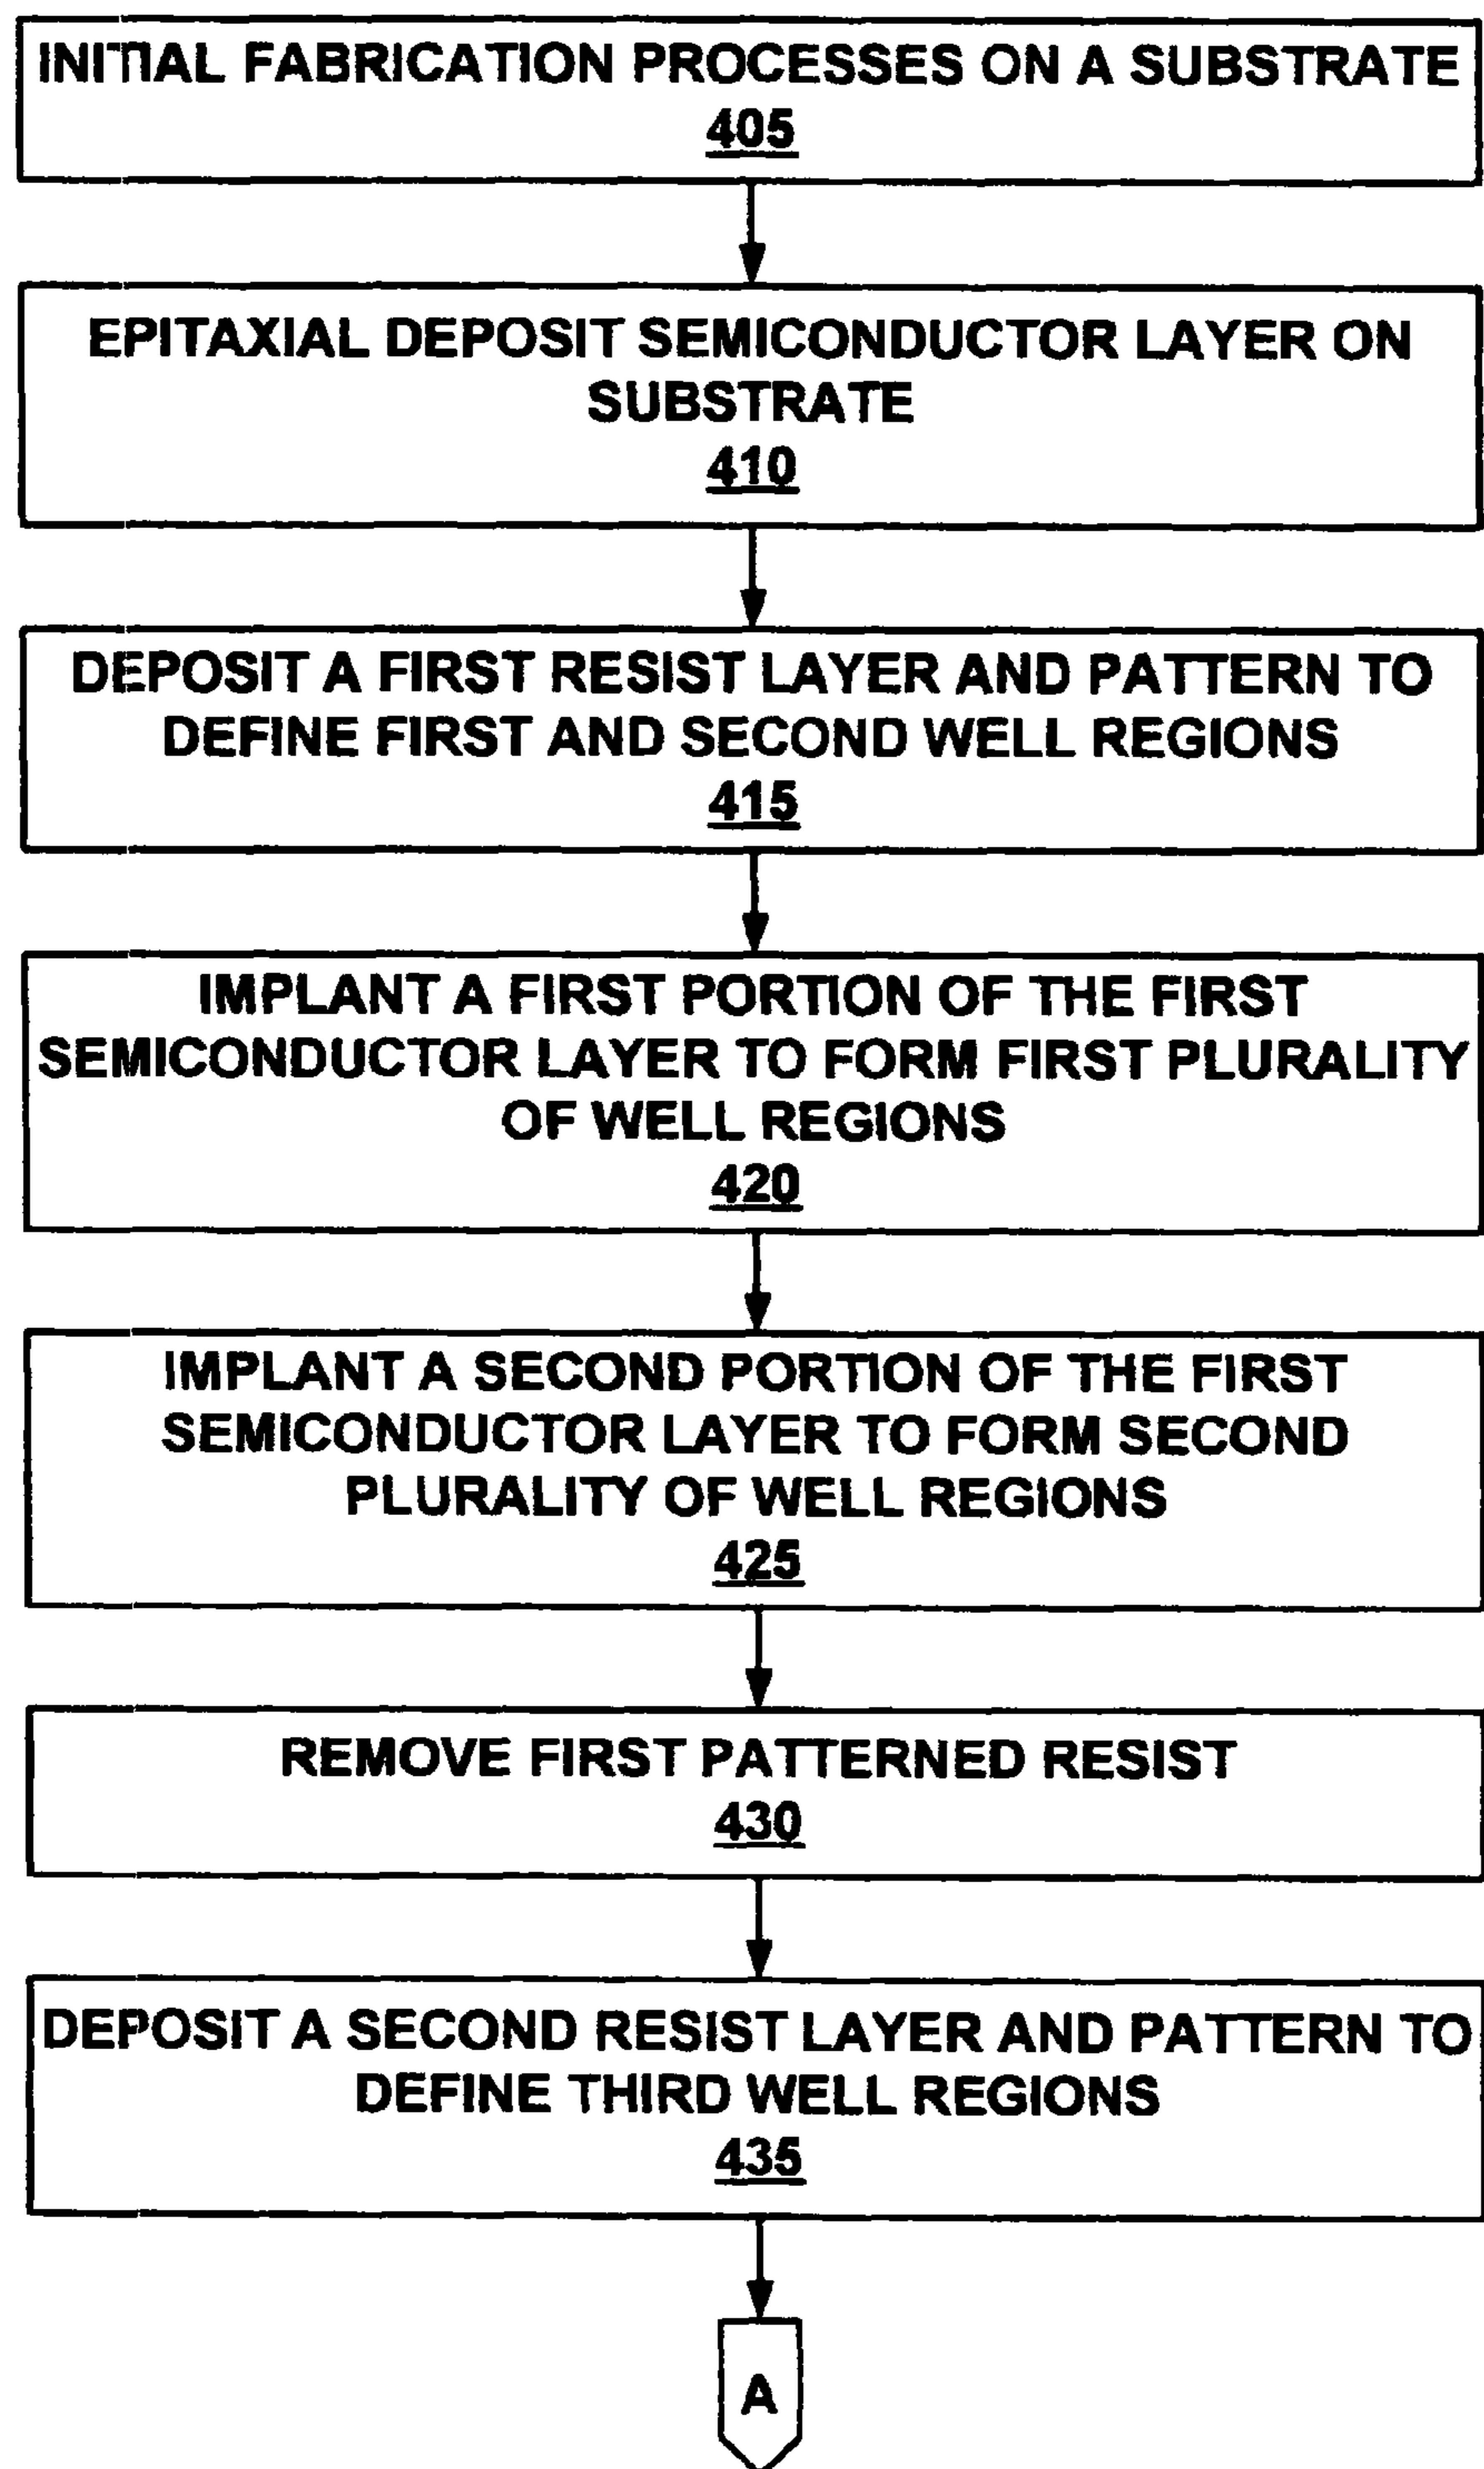 INITIAL FABRICATION PROCESSES ON A SUBSTRATE
405
EPITAXIAL DEPOSIT SEMICONDUCTOR LAYER ON
SUBSTRATE
410
DEPOSIT A FIRST RESIST LAYER AND PATTERN TO
DEFINE FIRST AND SECOND WELL REGIONS
415
IMPLANT A FIRST PORTION OF THE FIRST
SEMICONDUCTOR LAYER TO FORM FIRST PLURALITY
OF WELL REGIONS
420
IMPLANT A SECOND PORTION OF THE FIRST
SEMICONDUCTOR LAYER TO FORM SECOND
PLURALITY OF WELL REGIONS
425
REMOVE FIRST PATTERNED RESIST
430
DEPOSIT A SECOND RESIST LAYER AND PATTERN TO
DEFINE THIRD WELL REGIONS
435
A